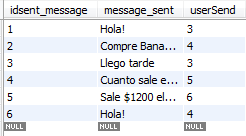 idsent_message message_sent userSend
1 Hola! 3
2 Compre Bana... 4
3 Llego tarde 3
4 Cuanto sale e... 4
5 Sale $1200 el... 6
6 Hola! 4
NULL NULL NULL